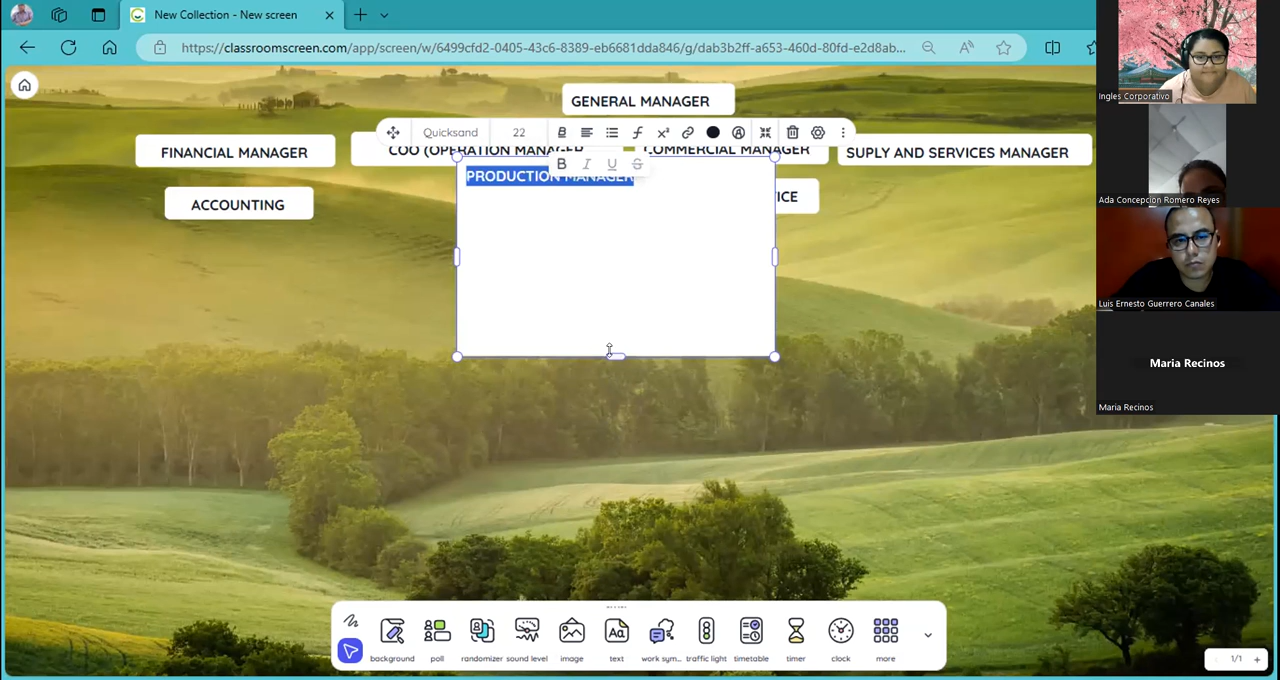 New Collection - New screen
https://classroomscreen.com/app/screen/w/6499cfd2-0405-43c6-8389-eb6681dda846/g/dab3b2ff-a653-460d-80fd-e2d8ab...
GENERAL MANAGER
Quicksand 22
FINANCIAL MANAGER
COO (OPERATION MANAGER
COMMERCIAL MANAGER
SUPLY AND SERVICES MANAGER
B I U S
PRODUCTION MANAGER
ACCOUNTING
ICE
Ingles Corporativo
Ada Concepcion Romero Reyes
Luis Ernesto Guerrero Canales
Maria Recinos
Maria Recinos
background poll randomizer sound level image text work sym... traffic light timetable timer clock more
1/1